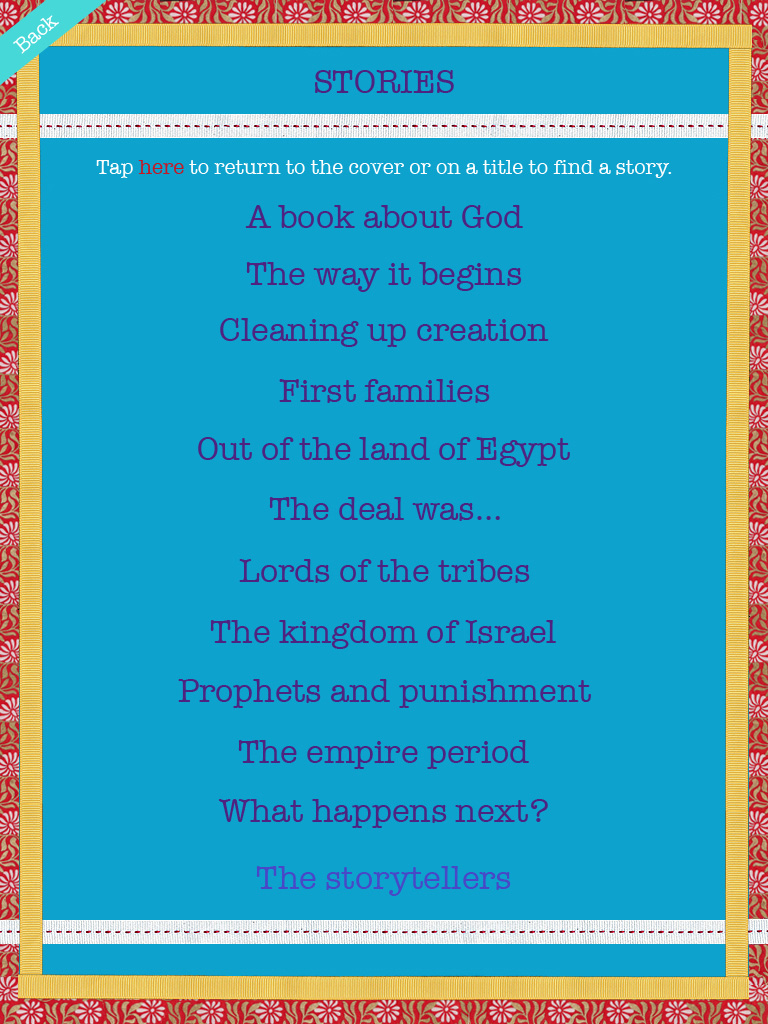 Back
STORIES
Tap here to return to the cover or on a title to find a story.
A book about God
The way it begins
Cleaning up creation
First families
Out of the land of Egypt
The deal was...
Lords of the tribes
The kingdom of Israel
Prophets and punishment
The empire period
What happens next?
The storytellers